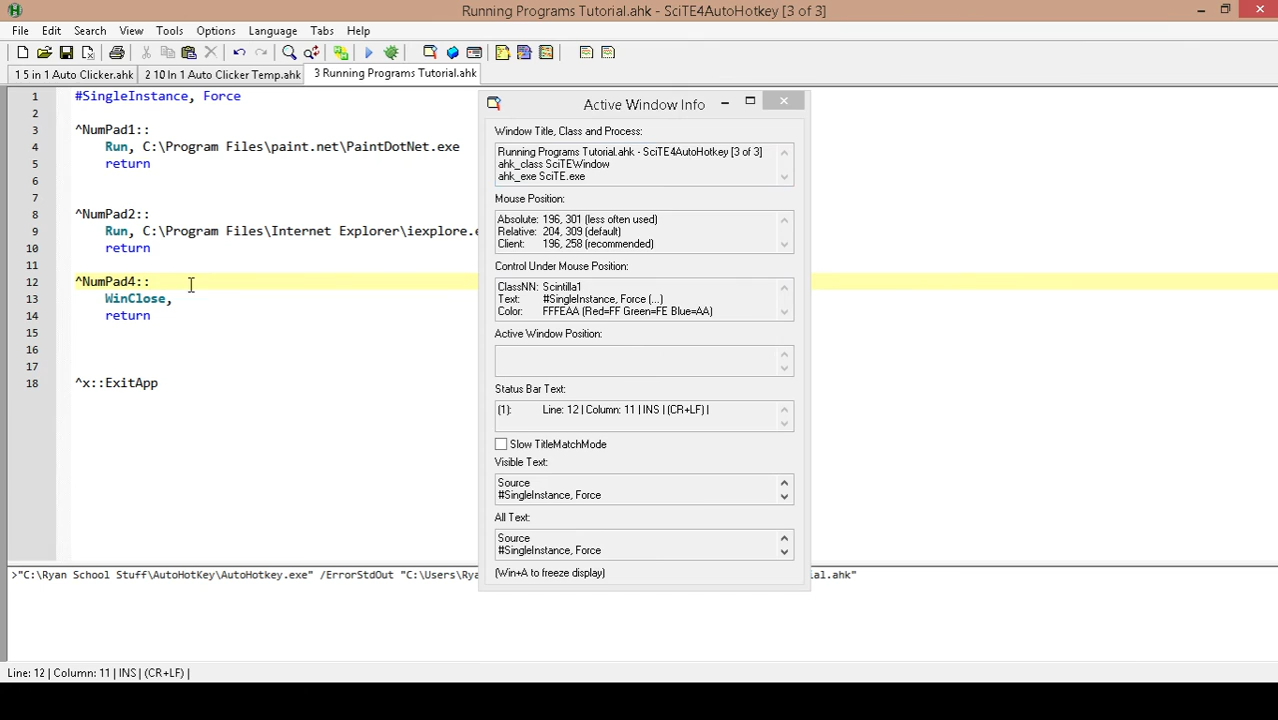 Running Programs Tutorial.ahk - SciTE4AutoHotkey [3 of 3]
File Edit Search View Tools Options Language Tabs Help
1 5 in 1 Auto Clicker.ahk 2 10 In 1 Auto Clicker Temp.ahk 3 Running Programs Tutorial.ahk
1 #SingleInstance, Force
2
3 ^NumPad1::
4 Run, C:\Program Files\paint.net\PaintDotNet.exe
5 return
6
7
8 ^NumPad2::
9 Run, C:\Program Files\Internet Explorer\iexplore.e
10 return
11
12 ^NumPad4::
13 WinClose,
14 return
15
16
17
18 ^x::ExitApp
Active Window Info
Window Title, Class and Process:
Running Programs Tutorial.ahk - SciTE4AutoHotkey [3 of 3]
ahk_class SciTEWindow
ahk_exe SciTE.exe
Mouse Position:
Absolute: 196, 301 (less often used)
Relative: 204, 309 (default)
Client: 196, 258 (recommended)
Control Under Mouse Position:
ClassNN: Scintilla1
Text: #SingleInstance, Force (...)
Color: FFFEAA (Red=FF Green=FE Blue=AA)
Active Window Position:
Status Bar Text:
(1): Line: 12 | Column: 11 | INS | (CR+LF) |
Slow TitleMatchMode
Visible Text:
Source
#SingleInstance, Force
All Text:
Source
#SingleInstance, Force
(Win+A to freeze display)
>"C:\Ryan School Stuff\AutoHotKey\AutoHotkey.exe" /ErrorStdOut "C:\Users\Rya ial.ahk"
Line: 12 | Column: 11 | INS | (CR+LF) |